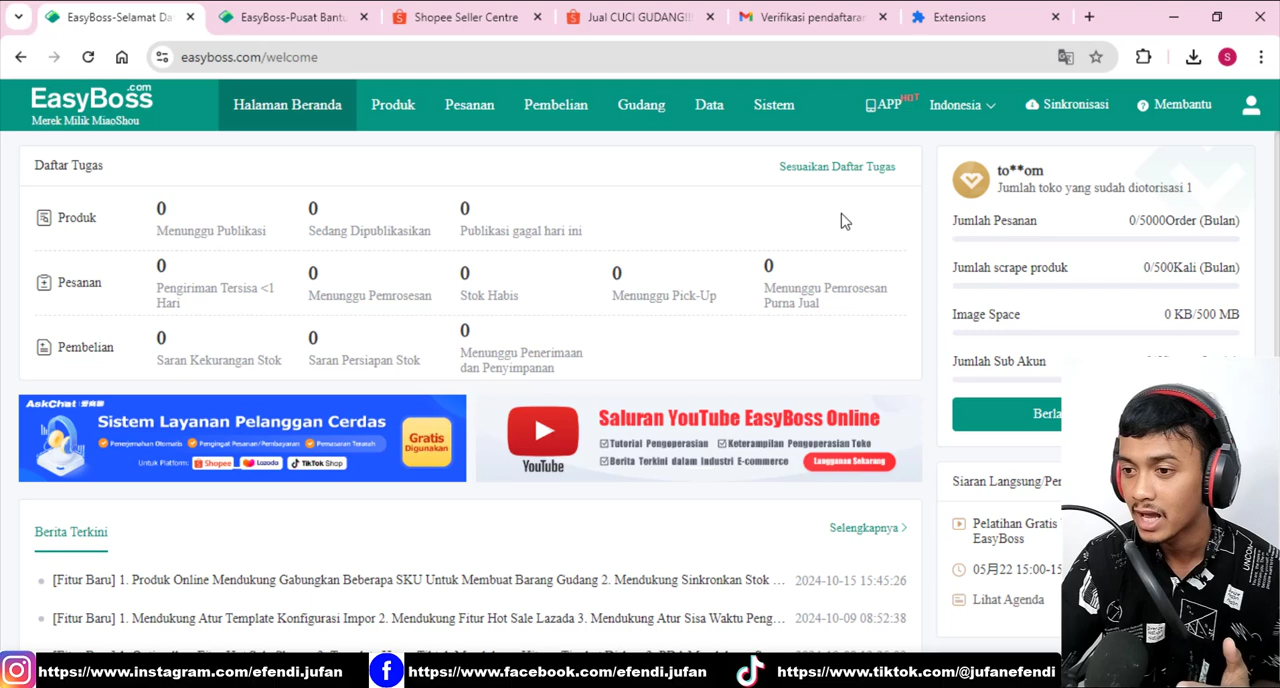 EasyBoss-Selamat Da
EasyBoss-Pusat Bant
Shopee Seller Centre
Jual CUCI GUDANG!!!
Verifikasi pendaftaran
Extensions
easyboss.com/welcome
S
EasyBoss.com
Merek Milik MiaoShou
Halaman Beranda
Produk
Pesanan
Pembelian
Gudang
Data
Sistem
APP HOT
Indonesia
Sinkronisasi
Membantu
Daftar Tugas
Sesuaikan Daftar Tugas
Produk
0
Menunggu Publikasi
0
Sedang Dipublikasikan
0
Publikasi gagal hari ini
Pesanan
0
Pengiriman Tersisa <1
Hari
0
Menunggu Pemrosesan
0
Stok Habis
0
Menunggu Pick-Up
0
Menunggu Pemrosesan
Purna Jual
Pembelian
0
Saran Kekurangan Stok
0
Saran Persiapan Stok
0
Menunggu Penerimaan
dan Penyimpanan
to**om
Jumlah toko yang sudah diotorisasi 1
Jumlah Pesanan 0/5000Order (Bulan)
Jumlah scrape produk 0/500Kali (Bulan)
Image Space 0 KB/500 MB
Jumlah Sub Akun
Berla
AskChat
Sistem Layanan Pelanggan Cerdas
Penerjemahan Otomatis
Pengingat Pesanan/Pembayaran
Pemasaran Terarah
Untuk Platform:
Shopee
Lazada
TikTok Shop
Gratis
Digunakan
YouTube
Saluran YouTube EasyBoss Online
Tutorial Pengoperasian
Keterampilan Pengoperasian Toko
Berita Terkini dalam Industri E-commerce
Langganan Sekarang
Siaran Langsung/Per
Pelatihan Gratis
EasyBoss
05月22 15:00-15
Lihat Agenda
Berita Terkini
Selengkapnya
[Fitur Baru] 1. Produk Online Mendukung Gabungkan Beberapa SKU Untuk Membuat Barang Gudang 2. Mendukung Sinkronkan Stok ... 2024-10-15 15:45:26
[Fitur Baru] 1. Mendukung Atur Template Konfigurasi Impor 2. Mendukung Fitur Hot Sale Lazada 3. Mendukung Atur Sisa Waktu Peng... 2024-10-09 08:52:38
UNCOM
https://www.instagram.com/efendi.jufan
https://www.facebook.com/efendi.jufan
https://www.tiktok.com/@jufanefendi